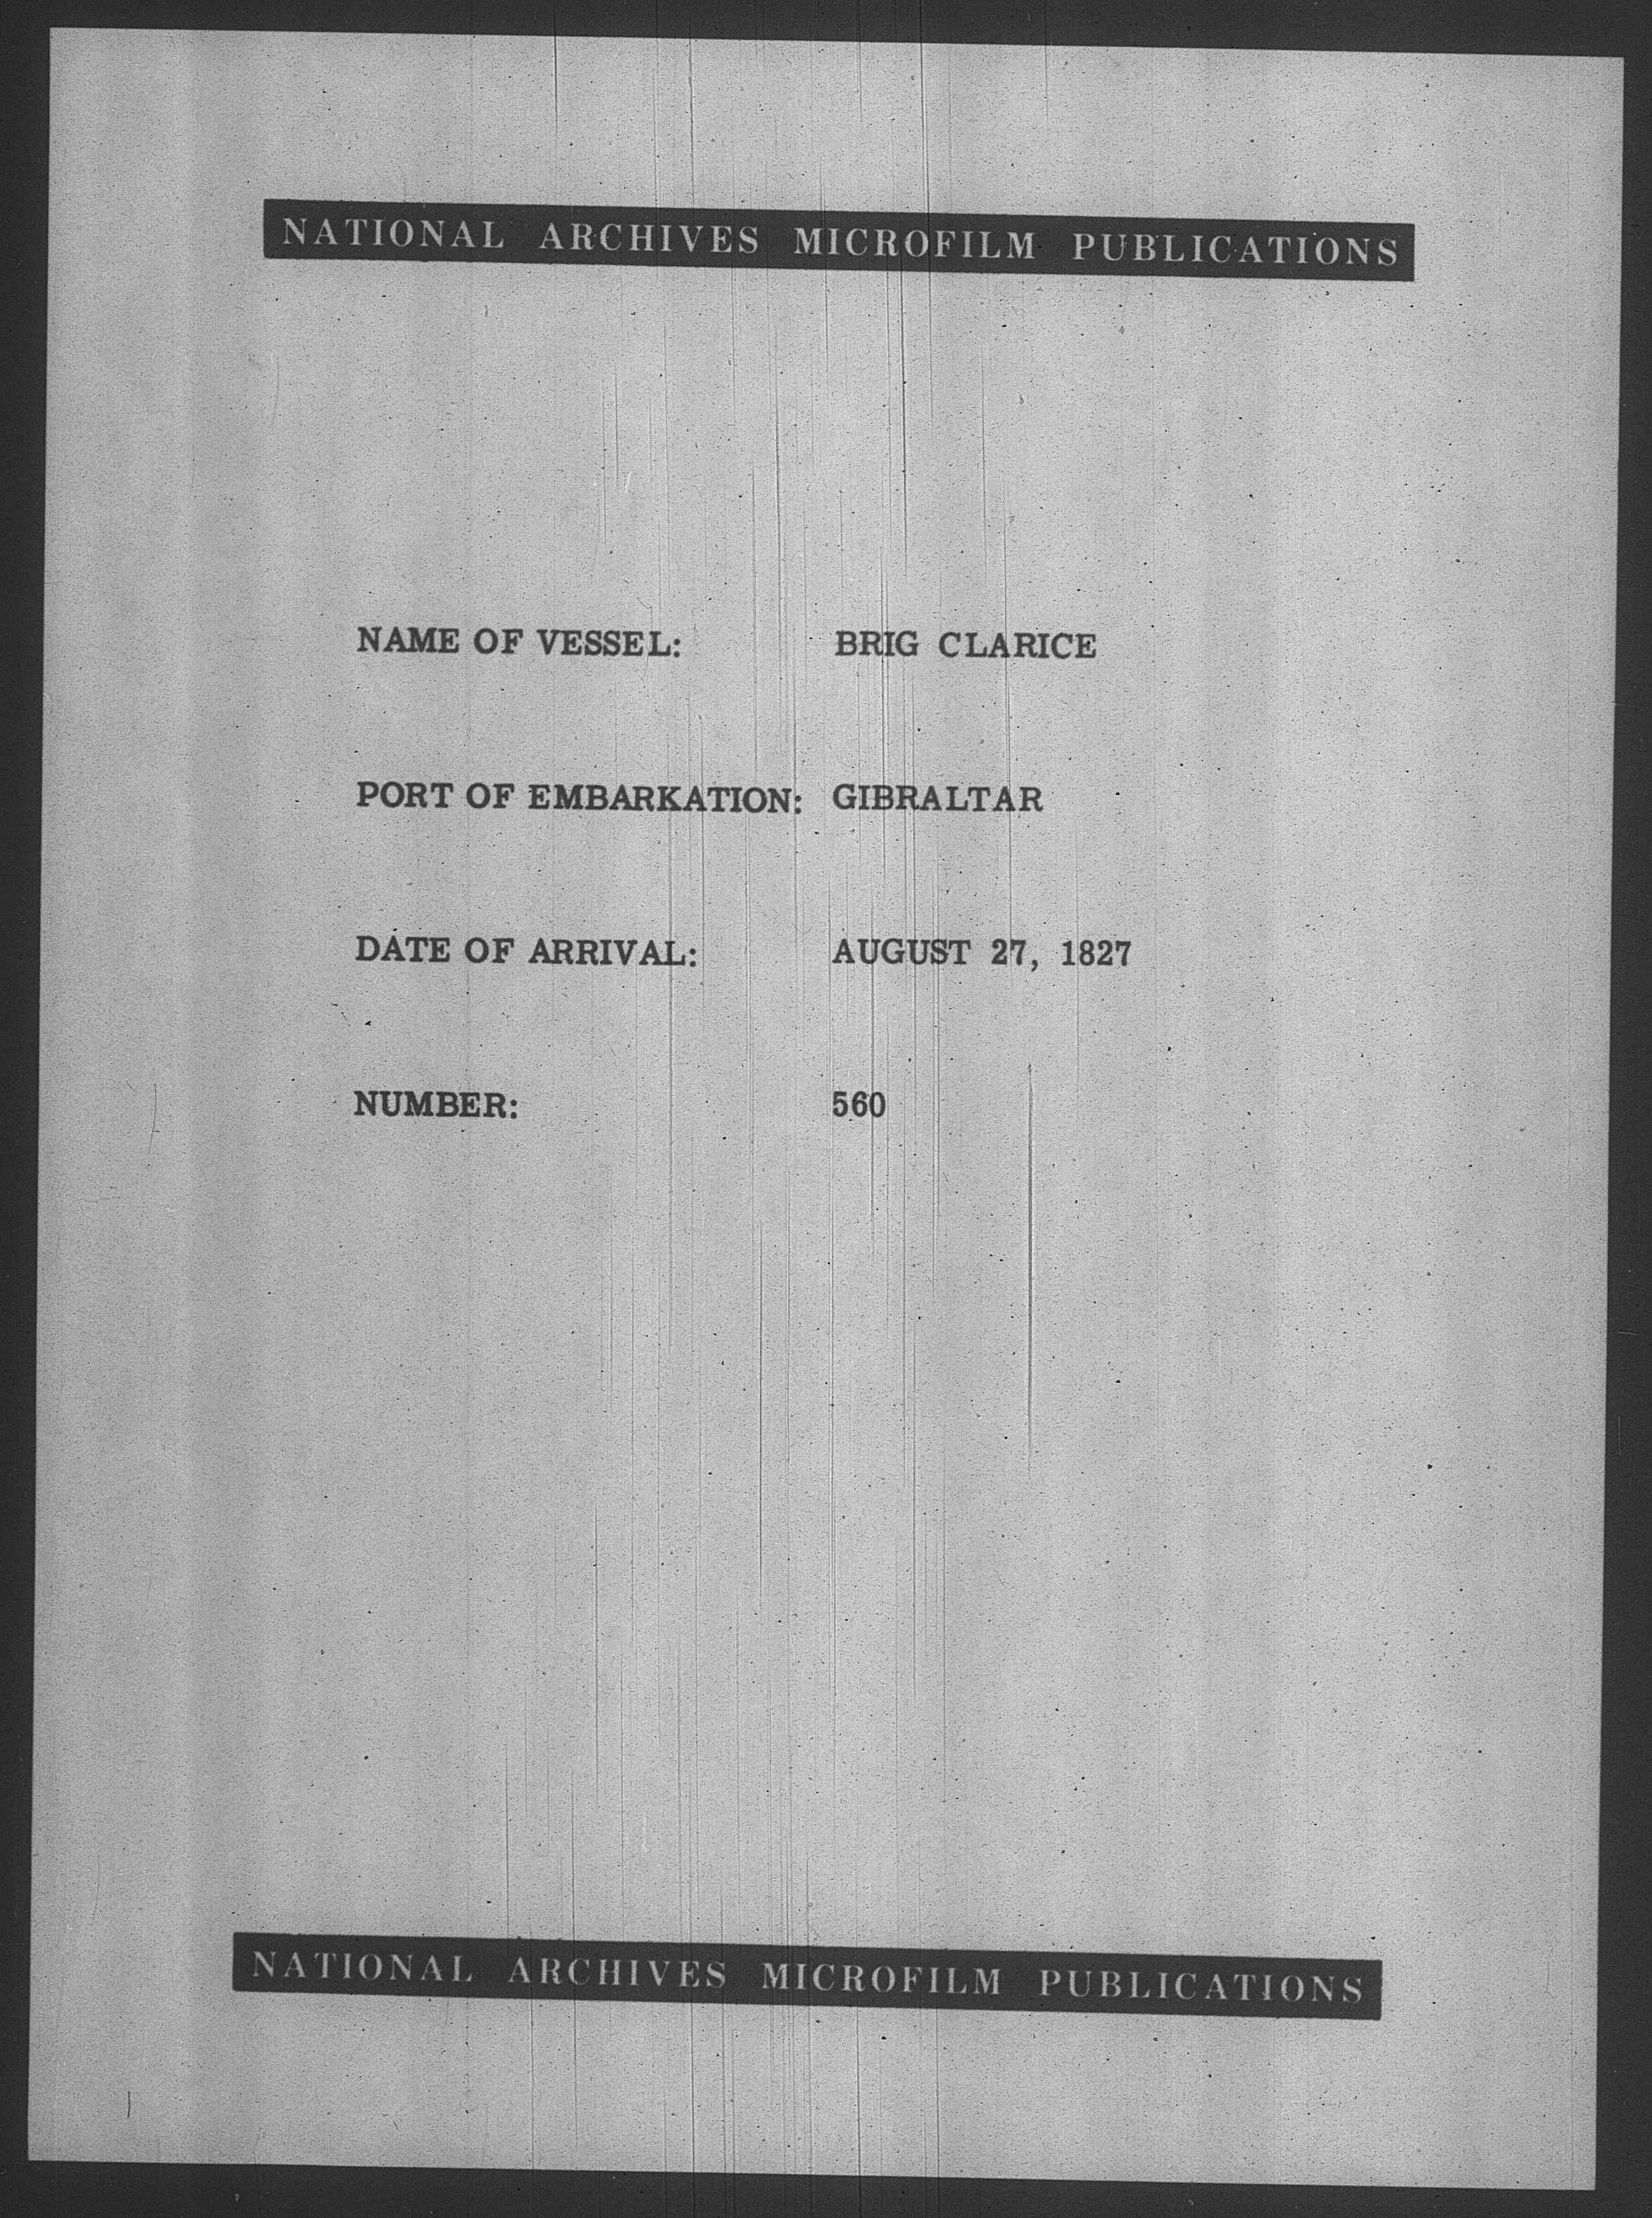 NATIONAL ARCHIVES MICROFILM PUBLICATIONS
NAME OF VESSEL: BRIG CLARICE
PORT OF EMBARKATION: GIBRALTAR
DATE OF ARRIVAL: AUGUST 27, 1827
NUMBER: 560
NATIONAL ARCHIVES MICROFILM PUBLICATIONS